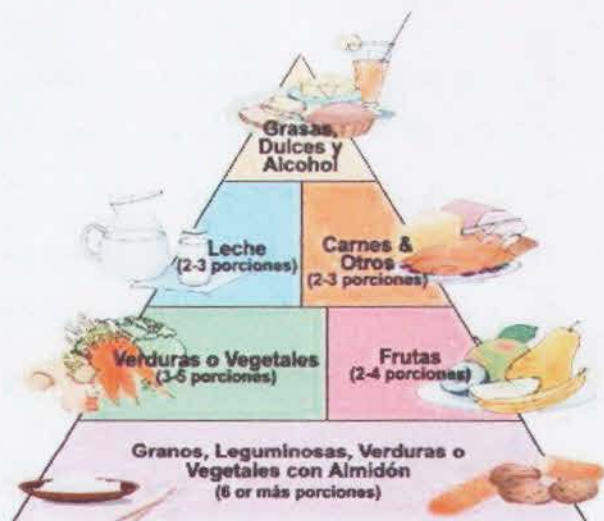 Grasas,
Dulces y
Alcohol
Leche
(2-3 porciones)
Carnes &
Otros
(2-3 porciones)
Verduras o Vegetales
(3-5 porciones)
Frutas
(2-4 porciones)
Granos, Leguminosas, Verduras o
Vegetales con Almidón
(6 or más porciones)